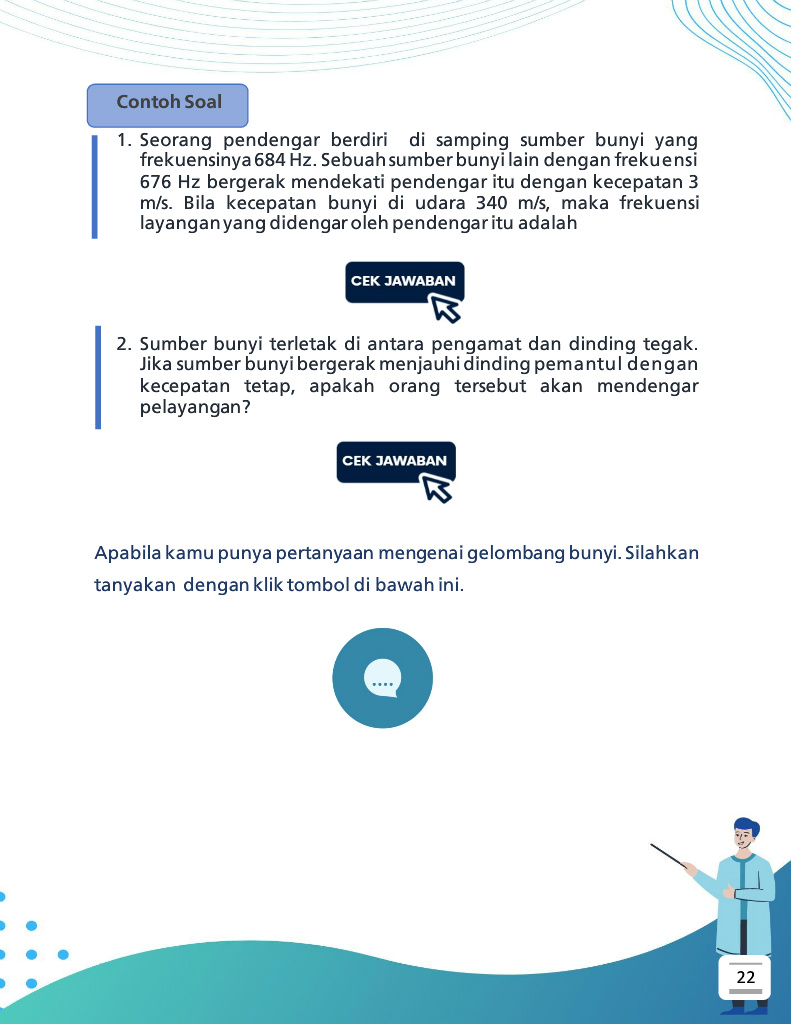 Contoh Soal
1. Seorang pendengar berdiri di samping sumber bunyi yang
frekuensinya 684 Hz. Sebuah sumber bunyi lain dengan frekuensi
676 Hz bergerak mendekati pendengar itu dengan kecepatan 3
m/s. Bila kecepatan bunyi di udara 340 m/s, maka frekuensi
layangan yang didengar oleh pendengar itu adalah
CEK JAWABAN
2. Sumber bunyi terletak di antara pengamat dan dinding tegak.
Jika sumber bunyi bergerak menjauhi dinding pemantul dengan
kecepatan tetap, apakah orang tersebut akan mendengar
pelayangan?
CEK JAWABAN
Apabila kamu punya pertanyaan mengenai gelombang bunyi. Silahkan
tanyakan dengan klik tombol di bawah ini.
22